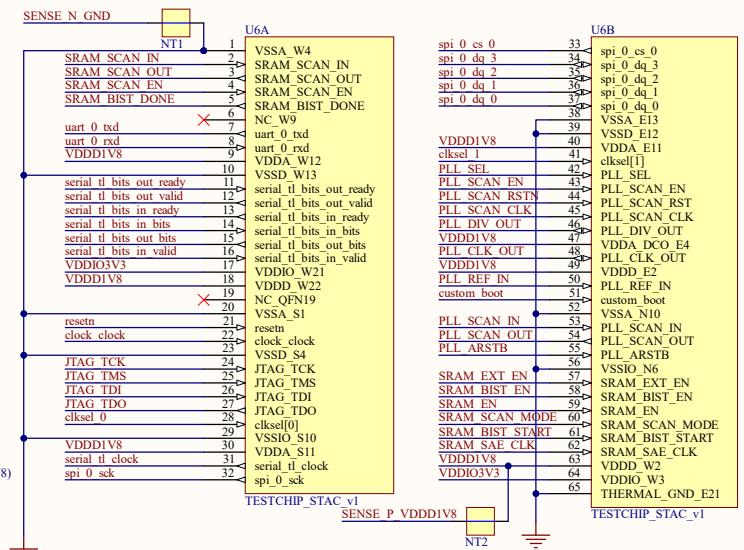 SENSE_N_GND
NT1
U6A
1 VSSA_W4
SRAM_SCAN_IN 2 SRAM_SCAN_IN
SRAM_SCAN_OUT 3 SRAM_SCAN_OUT
SRAM_SCAN_EN 4 SRAM_SCAN_EN
SRAM_BIST_DONE 5 SRAM_BIST_DONE
6 NC_W9
uart_0_txd 7 uart_0_txd
uart_0_rxd 8 uart_0_rxd
VDDD1V8 9 VDDA_W12
10 VSSD_W13
serial_tl_bits_out_ready 11 serial_tl_bits_out_ready
serial_tl_bits_out_valid 12 serial_tl_bits_out_valid
serial_tl_bits_in_ready 13 serial_tl_bits_in_ready
serial_tl_bits_in_bits 14 serial_tl_bits_in_bits
serial_tl_bits_out_bits 15 serial_tl_bits_out_bits
serial_tl_bits_in_valid 16 serial_tl_bits_in_valid
VDDIO3V3 17 VDDIO_W21
VDDD1V8 18 VDDD_W22
19 NC_QFN19
20 VSSA_S1
resetn 21 resetn
clock_clock 22 clock_clock
23 VSSD_S4
JTAG_TCK 24 JTAG_TCK
JTAG_TMS 25 JTAG_TMS
JTAG_TDI 26 JTAG_TDI
JTAG_TDO 27 JTAG_TDO
clksel_0 28 clksel[0]
29 VSSIO_S10
VDDD1V8 30 VDDA_S11
serial_tl_clock 31 serial_tl_clock
spi_0_sck 32 spi_0_sck
TESTCHIP_STAC_v1
8)
U6B
spi_0_cs_0 33 spi_0_cs_0
spi_0_dq_3 34 spi_0_dq_3
spi_0_dq_2 35 spi_0_dq_2
spi_0_dq_1 36 spi_0_dq_1
spi_0_dq_0 37 spi_0_dq_0
38 VSSA_E13
39 VSSD_E12
VDDD1V8 40 VDDA_E11
clksel_1 41 clksel[1]
PLL_SEL 42 PLL_SEL
PLL_SCAN_EN 43 PLL_SCAN_EN
PLL_SCAN_RSTN 44 PLL_SCAN_RST
PLL_SCAN_CLK 45 PLL_SCAN_CLK
PLL_DIV_OUT 46 PLL_DIV_OUT
VDDD1V8 47 VDDA_DCO_E4
PLL_CLK_OUT 48 PLL_CLK_OUT
VDDD1V8 49 VDDD_E2
PLL_REF_IN 50 PLL_REF_IN
custom_boot 51 custom_boot
52 VSSA_N10
PLL_SCAN_IN 53 PLL_SCAN_IN
PLL_SCAN_OUT 54 PLL_SCAN_OUT
PLL_ARSTB 55 PLL_ARSTB
56 VSSIO_N6
SRAM_EXT_EN 57 SRAM_EXT_EN
SRAM_BIST_EN 58 SRAM_BIST_EN
SRAM_EN 59 SRAM_EN
SRAM_SCAN_MODE 60 SRAM_SCAN_MODE
SRAM_BIST_START 61 SRAM_BIST_START
SRAM_SAE_CLK 62 SRAM_SAE_CLK
VDDD1V8 63 VDDD_W2
VDDIO3V3 64 VDDIO_W3
65 THERMAL_GND_E21
TESTCHIP_STAC_v1
SENSE_P_VDDD1V8
NT2